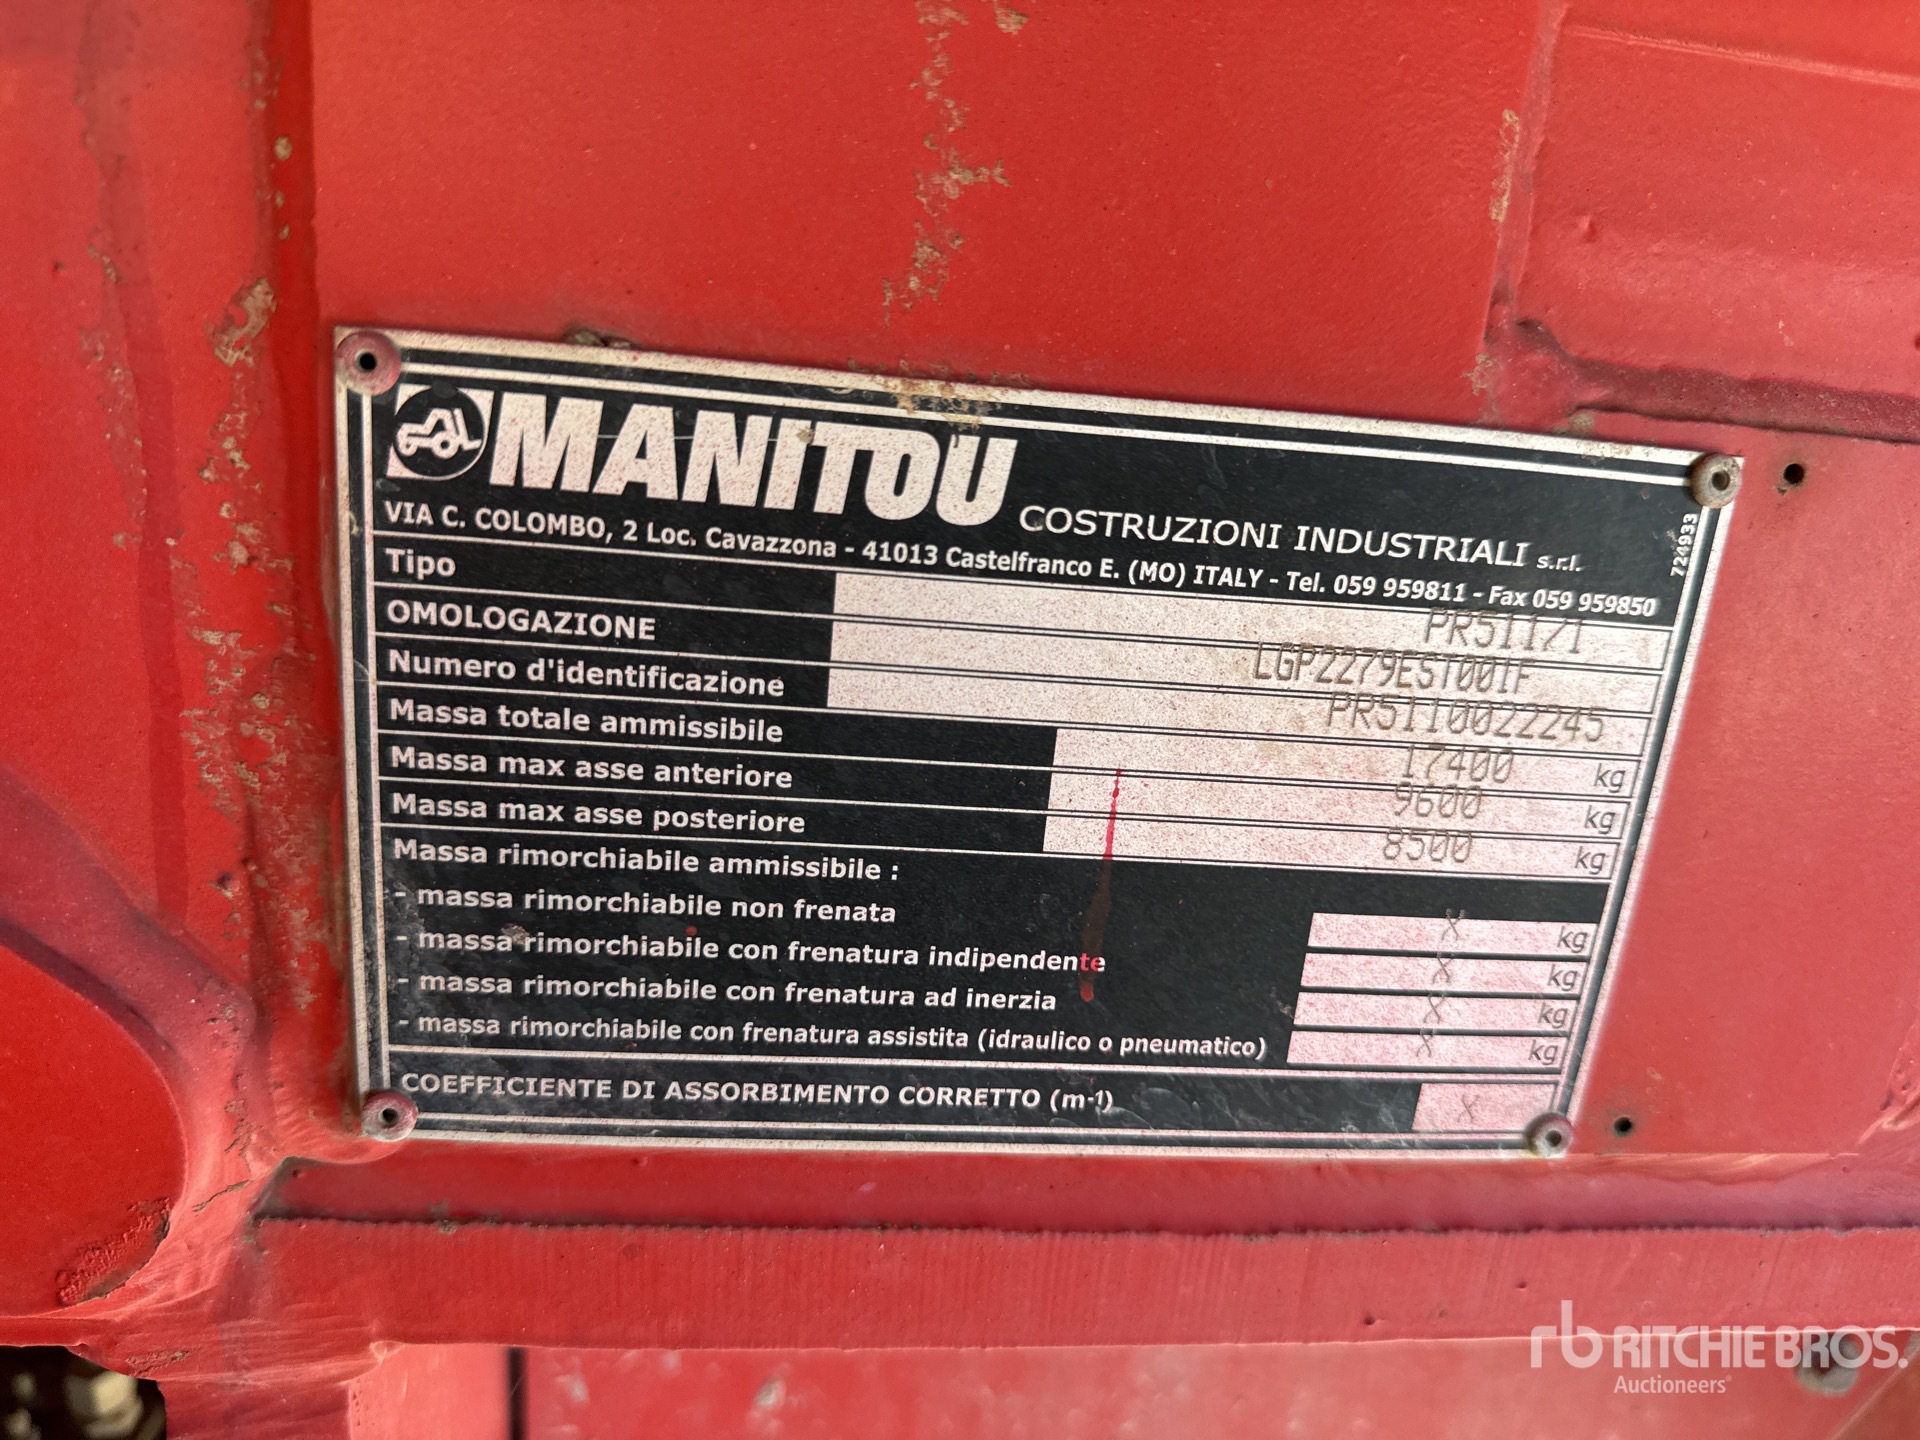 MANITOU COSTRUZIONI INDUSTRIALI s.r.l.
VIA C. COLOMBO, 2 Loc. Cavazzona - 41013 Castelfranco E. (MO) ITALY - Tel. 059 959811 - Fax 059 959850
724933
Tipo PR511/1
OMOLOGAZIONE LGP2279EST001F
Numero d'identificazione PR5110022245
Massa totale ammissibile 17400 kg
Massa max asse anteriore 9600 kg
Massa max asse posteriore 8500 kg
Massa rimorchiabile ammissibile :
- massa rimorchiabile non frenata X kg
- massa rimorchiabile con frenatura indipendente X kg
- massa rimorchiabile con frenatura ad inerzia X kg
- massa rimorchiabile con frenatura assistita (idraulico o pneumatico) X kg
COEFFICIENTE DI ASSORBIMENTO CORRETTO (m-1) X
rb RITCHIE BROS.
Auctioneers